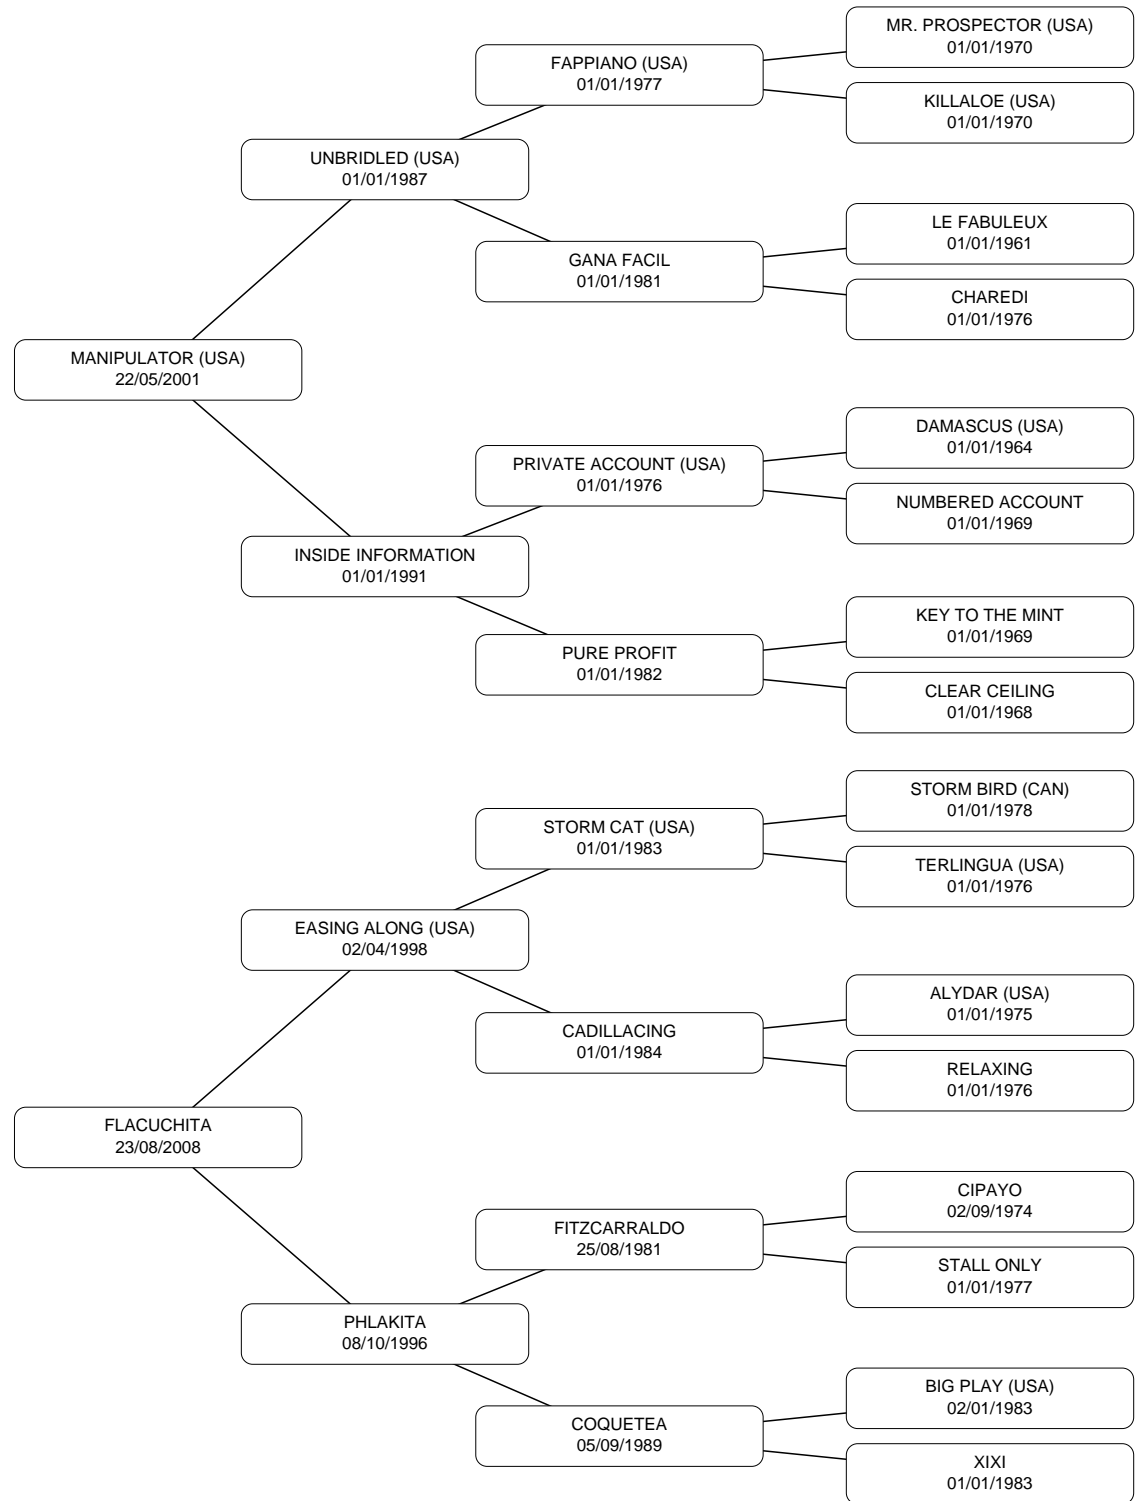 MR. PROSPECTOR (USA)
01/01/1970
FAPPIANO (USA)
01/01/1977
KILLALOE (USA)
01/01/1970
UNBRIDLED (USA)
01/01/1987
LE FABULEUX
01/01/1961
GANA FACIL
01/01/1981
CHAREDI
01/01/1976
MANIPULATOR (USA)
22/05/2001
DAMASCUS (USA)
01/01/1964
PRIVATE ACCOUNT (USA)
01/01/1976
NUMBERED ACCOUNT
01/01/1969
INSIDE INFORMATION
01/01/1991
KEY TO THE MINT
01/01/1969
PURE PROFIT
01/01/1982
CLEAR CEILING
01/01/1968
STORM BIRD (CAN)
01/01/1978
STORM CAT (USA)
01/01/1983
TERLINGUA (USA)
01/01/1976
EASING ALONG (USA)
02/04/1998
ALYDAR (USA)
01/01/1975
CADILLACING
01/01/1984
RELAXING
01/01/1976
FLACUCHITA
23/08/2008
CIPAYO
02/09/1974
FITZCARRALDO
25/08/1981
STALL ONLY
01/01/1977
PHLAKITA
08/10/1996
BIG PLAY (USA)
02/01/1983
COQUETEA
05/09/1989
XIXI
01/01/1983